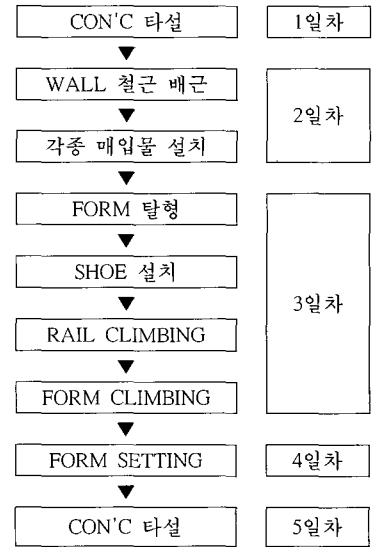 CON'C 타설
1일차
WALL 철근 배근
2일차
각종 매입물 설치
FORM 탈형
SHOE 설치
3일차
RAIL CLIMBING
FORM CLIMBING
FORM SETTING
4일차
CON'C 타설
5일차